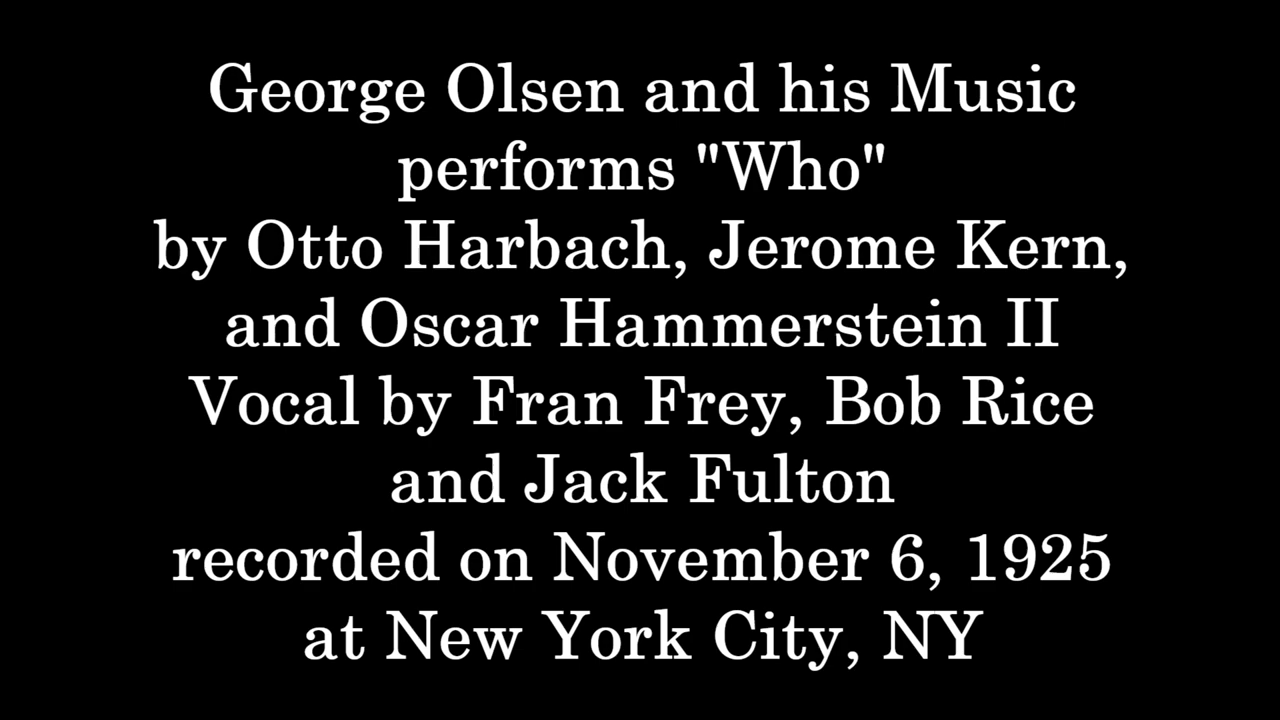 George Olsen and his Music
performs "Who"
by Otto Harbach, Jerome Kern,
and Oscar Hammerstein II
Vocal by Fran Frey, Bob Rice
and Jack Fulton
recorded on November 6, 1925
at New York City, NY